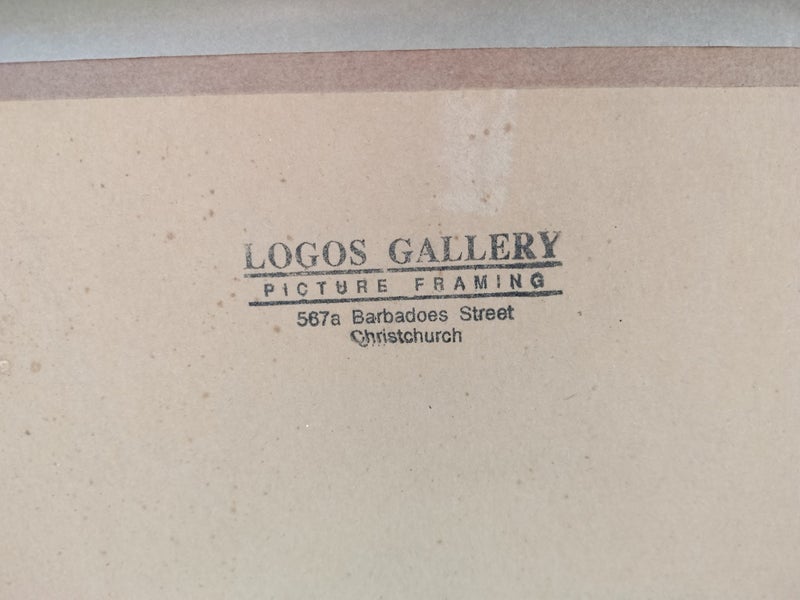 LOGOS GALLERY
PICTURE FRAMING
567a Barbadoes Street
Christchurch